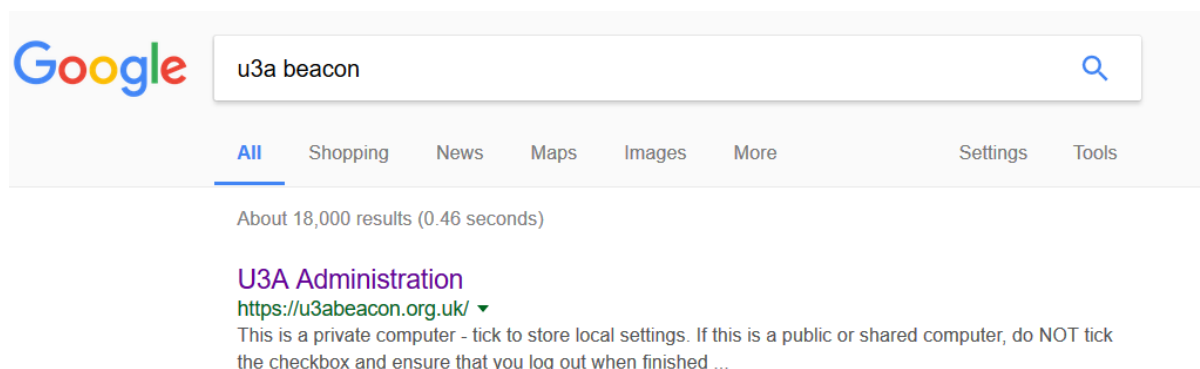 Google
u3a beacon
All Shopping News Maps Images More Settings Tools
About 18,000 results (0.46 seconds)
U3A Administration
https://u3abeacon.org.uk/
This is a private computer - tick to store local settings. If this is a public or shared computer, do NOT tick
the checkbox and ensure that you log out when finished ...